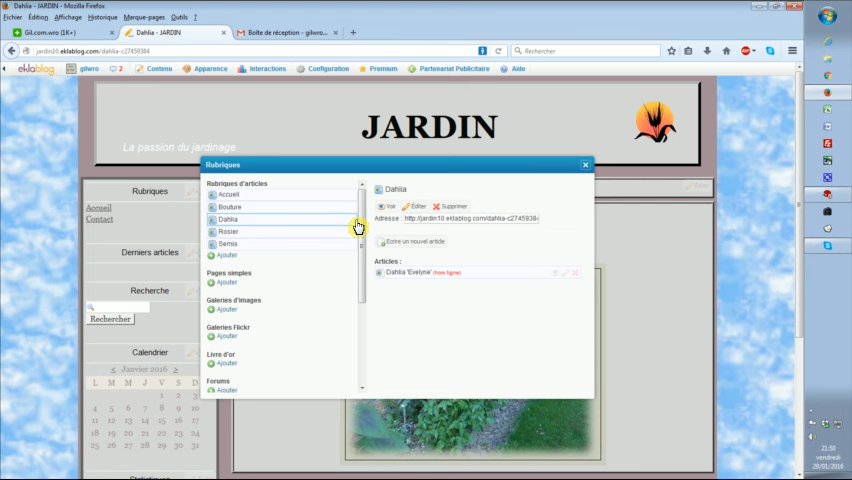 Dahlia - JARDIN - Mozilla Firefox
Fichier Édition Affichage Historique Marque-pages Outils ?
Gil.com.wro (1K+)
Dahlia - JARDIN
Boîte de réception - gilwro...
jardin10.eklablog.com/dahlia-c27459384
Rechercher
eklablog gilwro 2 Contenu Apparence Interactions Configuration Premium Partenariat Publicitaire Aide
JARDIN
La passion du jardinage
Rubriques
Accueil
Contact
Derniers articles
Recherche
Rechercher
Calendrier
< Janvier 2016 >
L M M J V S D
1 2 3
4 5 6 7 8 9 10
11 12 13 14 15 16 17
18 19 20 21 22 23 24
25 26 27 28 29 30 31
Rubriques
Rubriques d'articles
Accueil
Bouture
Dahlia
Rosier
Semis
Ajouter
Pages simples
Ajouter
Galeries d'images
Ajouter
Galeries Flickr
Ajouter
Livre d'or
Ajouter
Forums
Ajouter
Dahlia
Voir Éditer Supprimer
Adresse : http://jardin10.eklablog.com/dahlia-c2745938
Ecrire un nouvel article
Articles :
Dahlia 'Evelyne' (hors ligne)
21:50
vendredi
29/01/2016